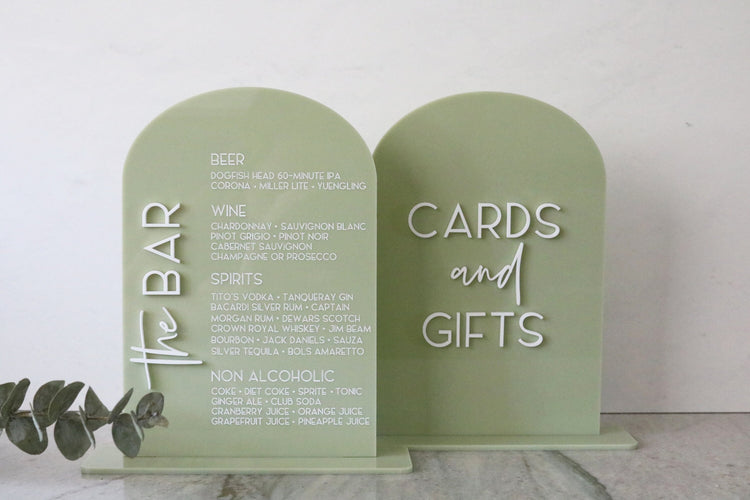 the BAR
BEER
DOGFISH HEAD 60-MINUTE IPA
CORONA • MILLER LITE • YUENGLING
WINE
CHARDONNAY • SAUVIGNON BLANC
PINOT GRIGIO • PINOT NOIR
CABERNET SAUVIGNON
CHAMPAGNE OR PROSECCO
SPIRITS
TITO'S VODKA • TANQUERAY GIN
BACARDI SILVER RUM • CAPTAIN
MORGAN RUM • DEWARS SCOTCH
CROWN ROYAL WHISKEY • JIM BEAM
BOURBON • JACK DANIELS • SAUZA
SILVER TEQUILA • BOLS AMARETTO
NON ALCOHOLIC
COKE • DIET COKE • SPRITE • TONIC
GINGER ALE • CLUB SODA
CRANBERRY JUICE • ORANGE JUICE
GRAPEFRUIT JUICE • PINEAPPLE JUICE
CARDS
and
GIFTS